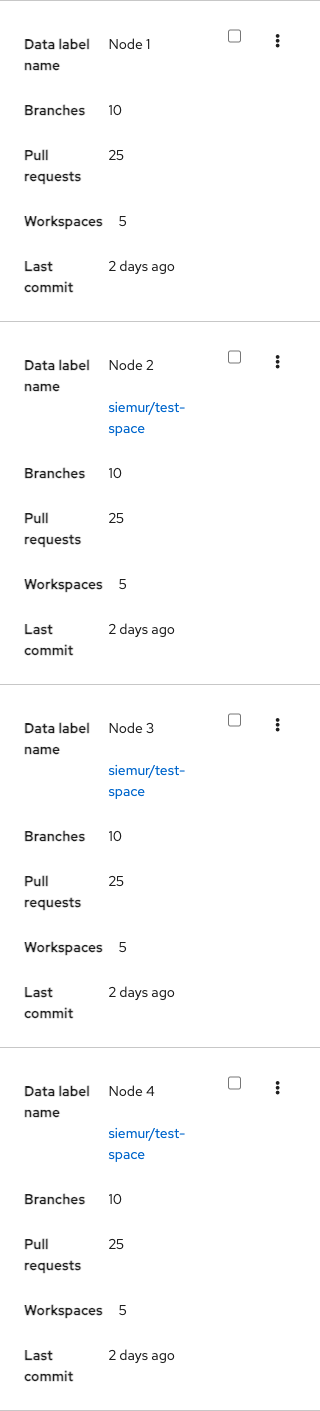 Data label Node 1
name
Branches 10
Pull 25
requests
Workspaces 5
Last 2 days ago
commit
Data label Node 2
name
siemur/test-
space
Branches 10
Pull 25
requests
Workspaces 5
Last 2 days ago
commit
Data label Node 3
name
siemur/test-
space
Branches 10
Pull 25
requests
Workspaces 5
Last 2 days ago
commit
Data label Node 4
name
siemur/test-
space
Branches 10
Pull 25
requests
Workspaces 5
Last 2 days ago
commit